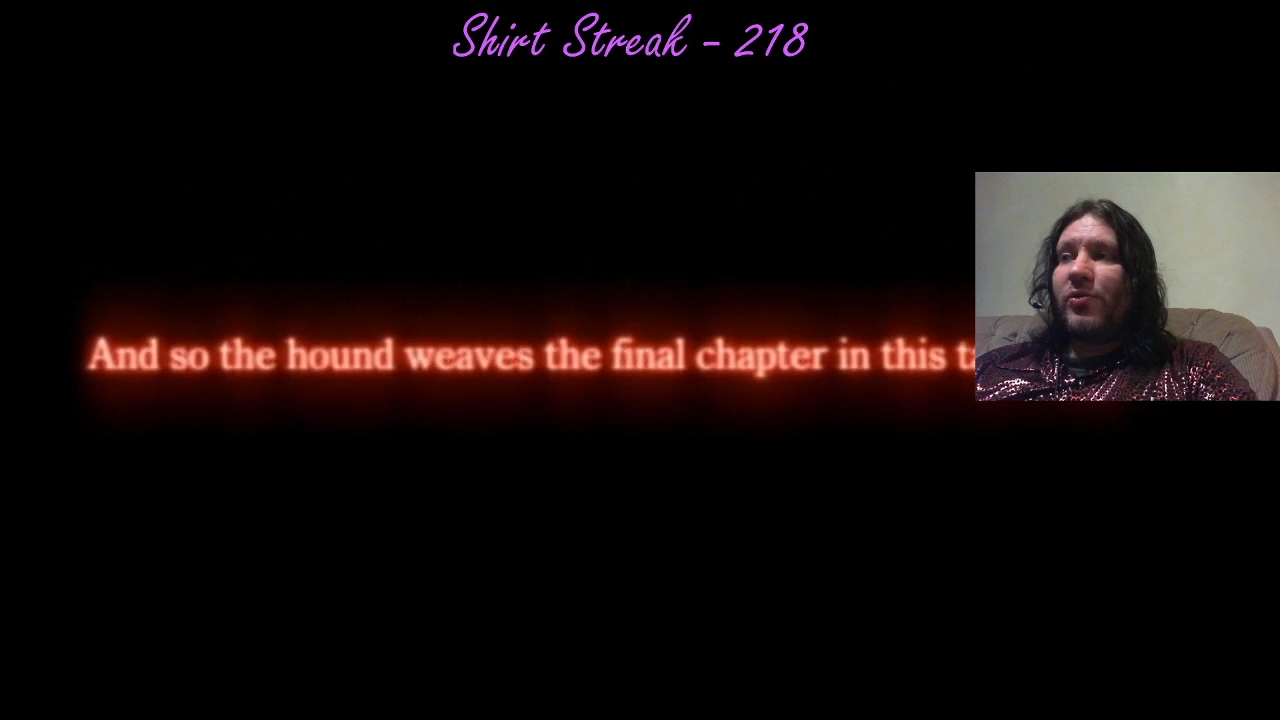 Shirt Streak - 218
And so the hound weaves the final chapter in this